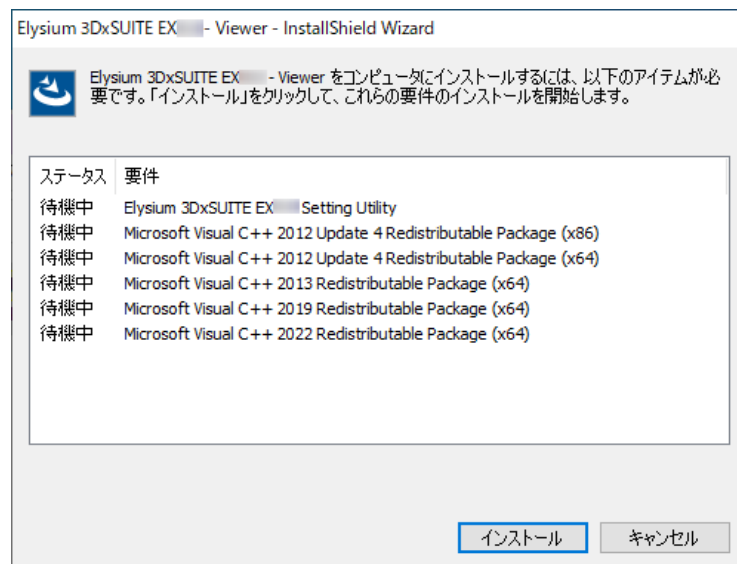 Elysium 3DxSUITE EX - Viewer - InstallShield Wizard
Elysium 3DxSUITE EX - Viewer をコンピュータにインストールするには、以下のアイテムが必
要です。「インストール」をクリックして、これらの要件のインストールを開始します。
ステータス 要件
待機中 Elysium 3DxSUITE EX Setting Utility
待機中 Microsoft Visual C++ 2012 Update 4 Redistributable Package (x86)
待機中 Microsoft Visual C++ 2012 Update 4 Redistributable Package (x64)
待機中 Microsoft Visual C++ 2013 Redistributable Package (x64)
待機中 Microsoft Visual C++ 2019 Redistributable Package (x64)
待機中 Microsoft Visual C++ 2022 Redistributable Package (x64)
インストール キャンセル